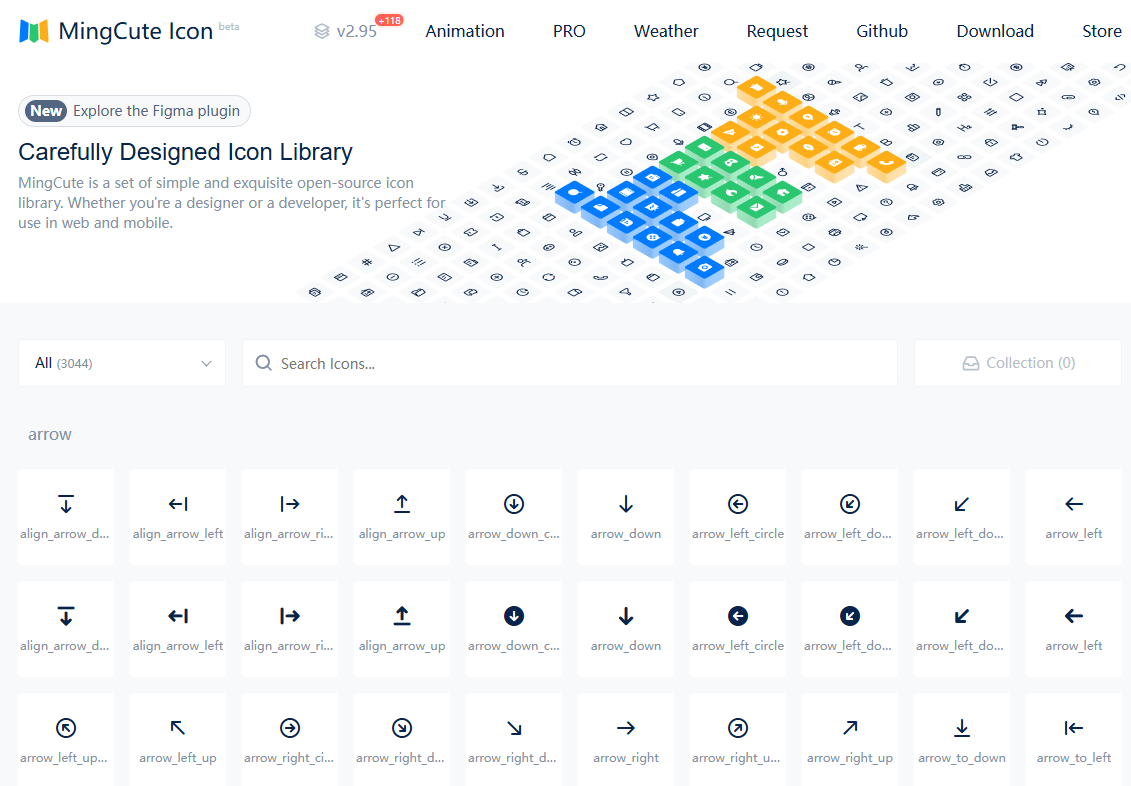 MingCute Icon beta
v2.95 +118
Animation
PRO
Weather
Request
Github
Download
Store
New Explore the Figma plugin
Carefully Designed Icon Library
MingCute is a set of simple and exquisite open-source icon
library. Whether you're a designer or a developer, it's perfect for
use in web and mobile.
All (3044)
Search Icons...
Collection (0)
arrow
align_arrow_d... align_arrow_left align_arrow_ri... align_arrow_up arrow_down_c... arrow_down arrow_left_circle arrow_left_do... arrow_left_do... arrow_left
align_arrow_d... align_arrow_left align_arrow_ri... align_arrow_up arrow_down_c... arrow_down arrow_left_circle arrow_left_do... arrow_left_do... arrow_left
arrow_left_up... arrow_left_up arrow_right_ci... arrow_right_d... arrow_right_d... arrow_right arrow_right_u... arrow_right_up arrow_to_down arrow_to_left